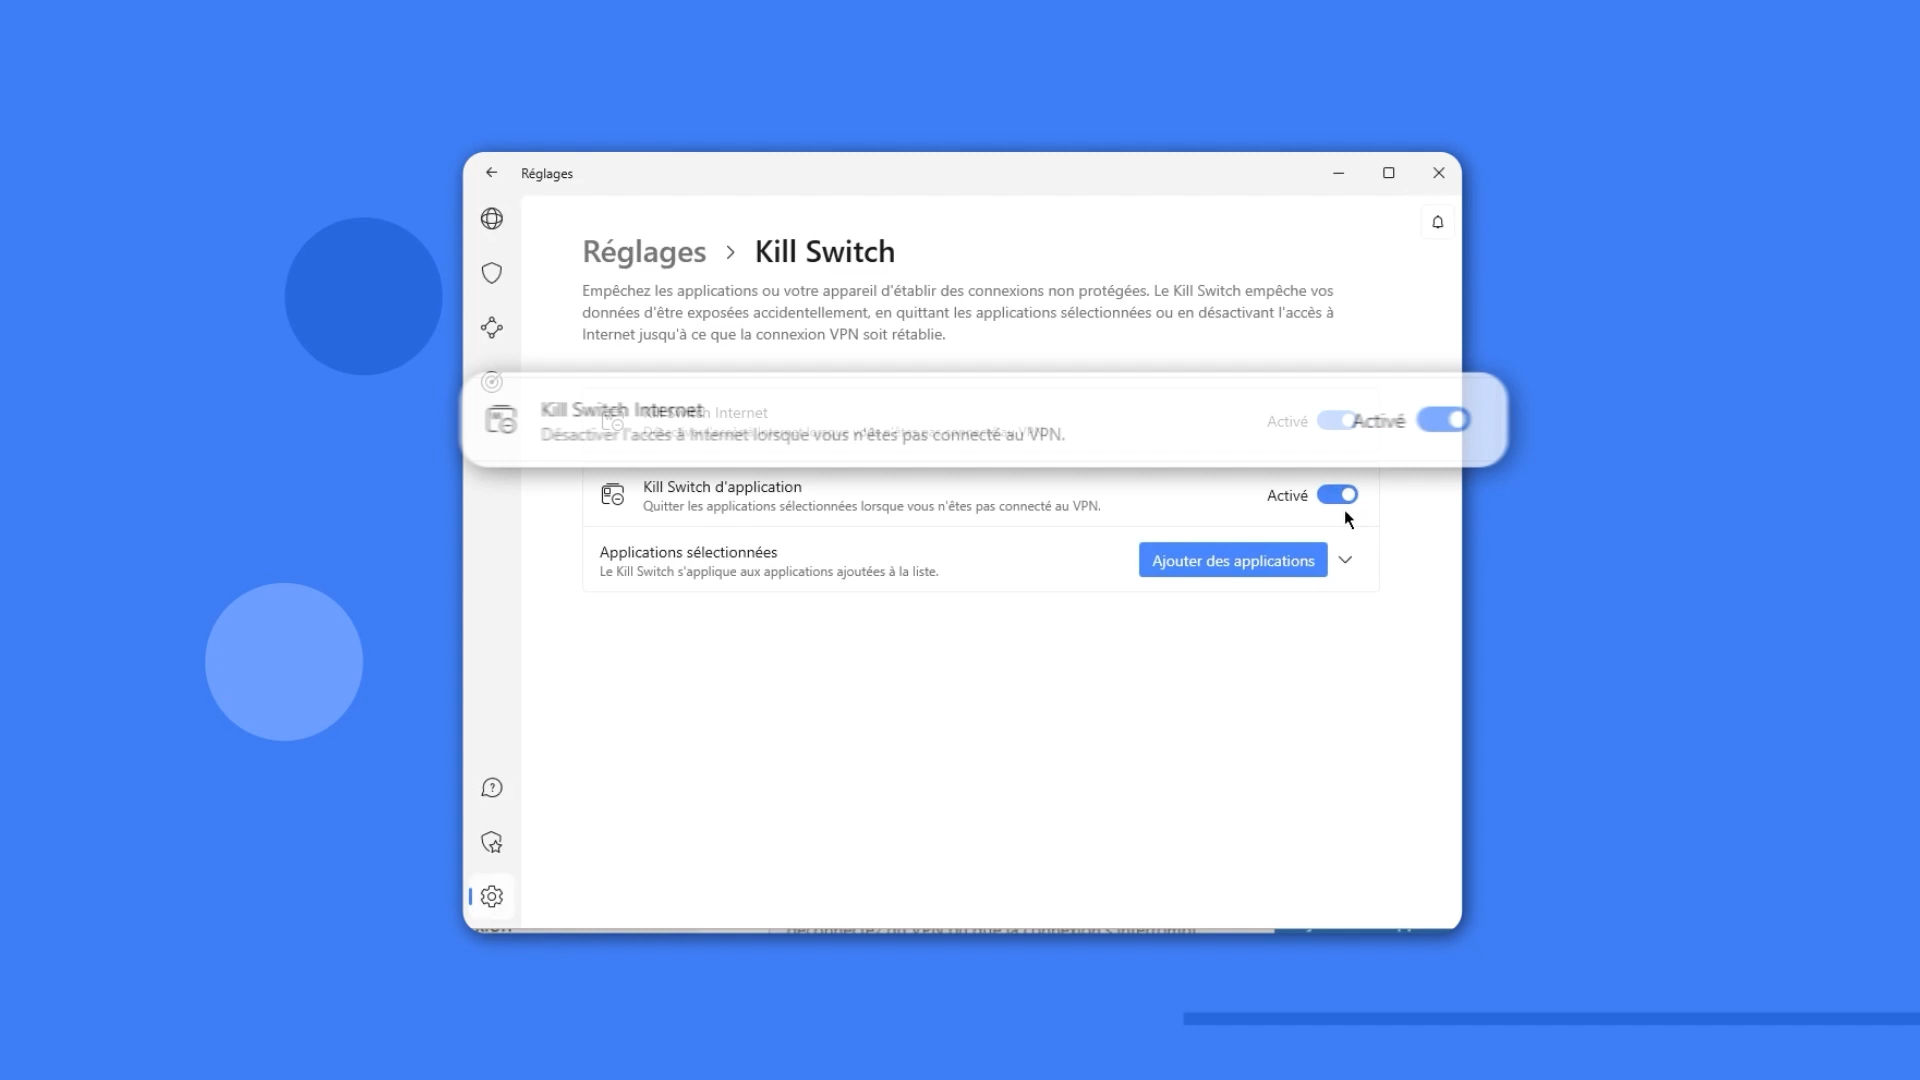 Réglages
Réglages > Kill Switch
Empêchez les applications ou votre appareil d'établir des connexions non protégées. Le Kill Switch empêche vos
données d'être exposées accidentellement, en quittant les applications sélectionnées ou en désactivant l'accès à
Internet jusqu'à ce que la connexion VPN soit rétablie.
Kill Switch Internet
Kill Switch Internet
Activé
Activé
Désactiver l'accès à Internet lorsque vous n'êtes pas connecté au VPN.
Kill Switch d'application
Activé
Quitter les applications sélectionnées lorsque vous n'êtes pas connecté au VPN.
Applications sélectionnées
Ajouter des applications
Le Kill Switch s'applique aux applications ajoutées à la liste.